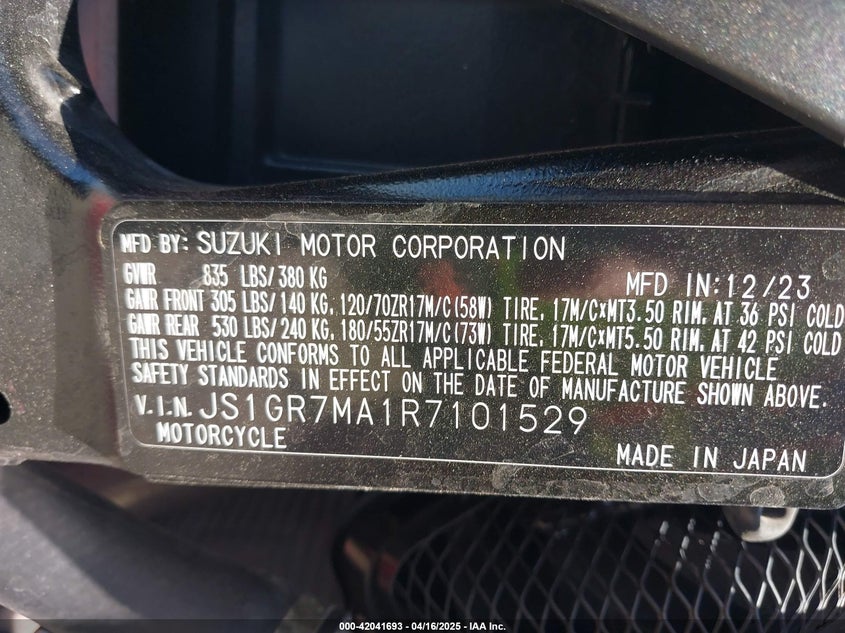 MFD BY: SUZUKI MOTOR CORPORATION
GVWR 835 LBS/380 KG MFD IN:12/23
GAWR FRONT 305 LBS/140 KG, 120/70ZR17M/C(58W) TIRE, 17M/C×MT3.50 RIM, AT 36 PSI COLD
GAWR REAR 530 LBS/240 KG, 180/55ZR17M/C(73W) TIRE, 17M/C×MT5.50 RIM, AT 42 PSI COLD
THIS VEHICLE CONFORMS TO ALL APPLICABLE FEDERAL MOTOR VEHICLE
SAFETY STANDARDS IN EFFECT ON THE DATE OF MANUFACTURE SHOWN ABOVE.
V.I.N. JS1GR7MA1R7101529
MOTORCYCLE MADE IN JAPAN
000-42041693 - 04/16/2025 - IAA Inc.